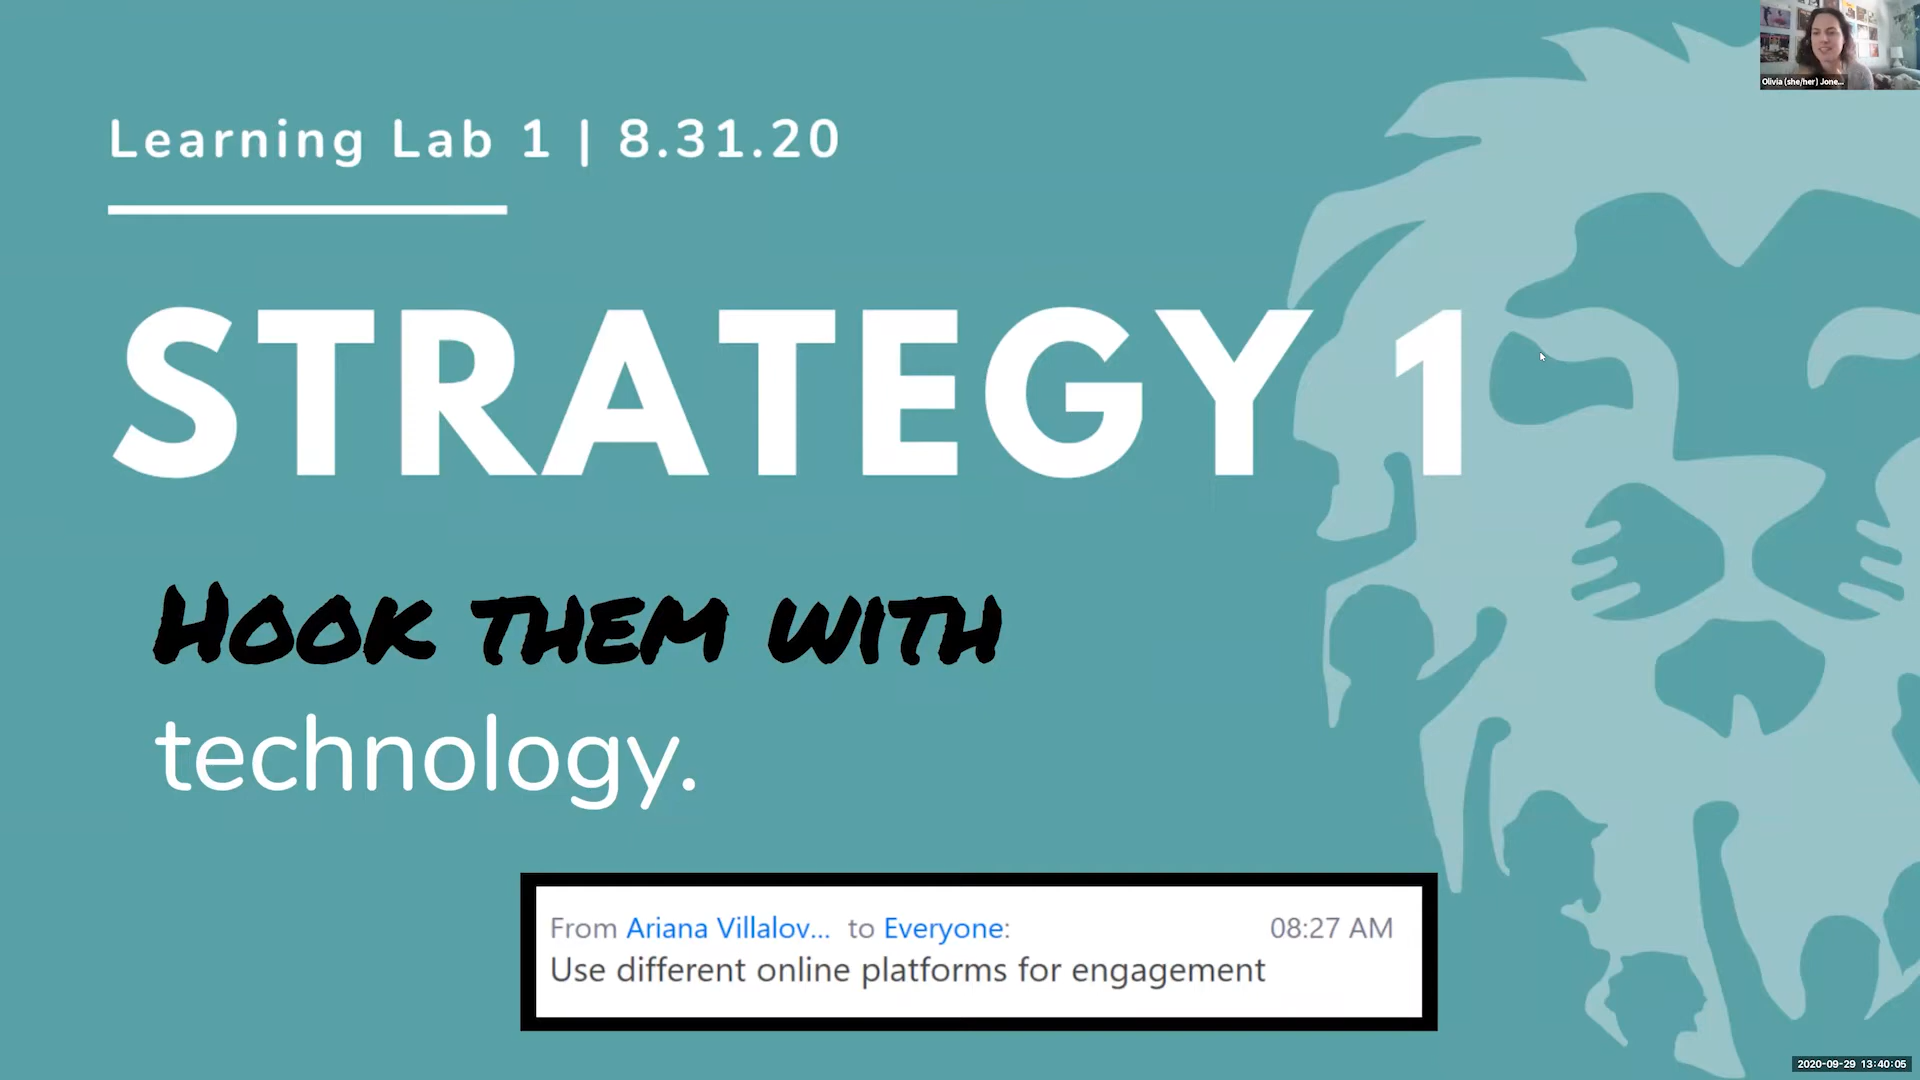 Olivia (she/her) Jone...
Learning Lab 1 | 8.31.20
STRATEGY 1
HOOK THEM WITH
technology.
From Ariana Villalov... to Everyone: 08:27 AM
Use different online platforms for engagement
2020-09-29 13:40:05